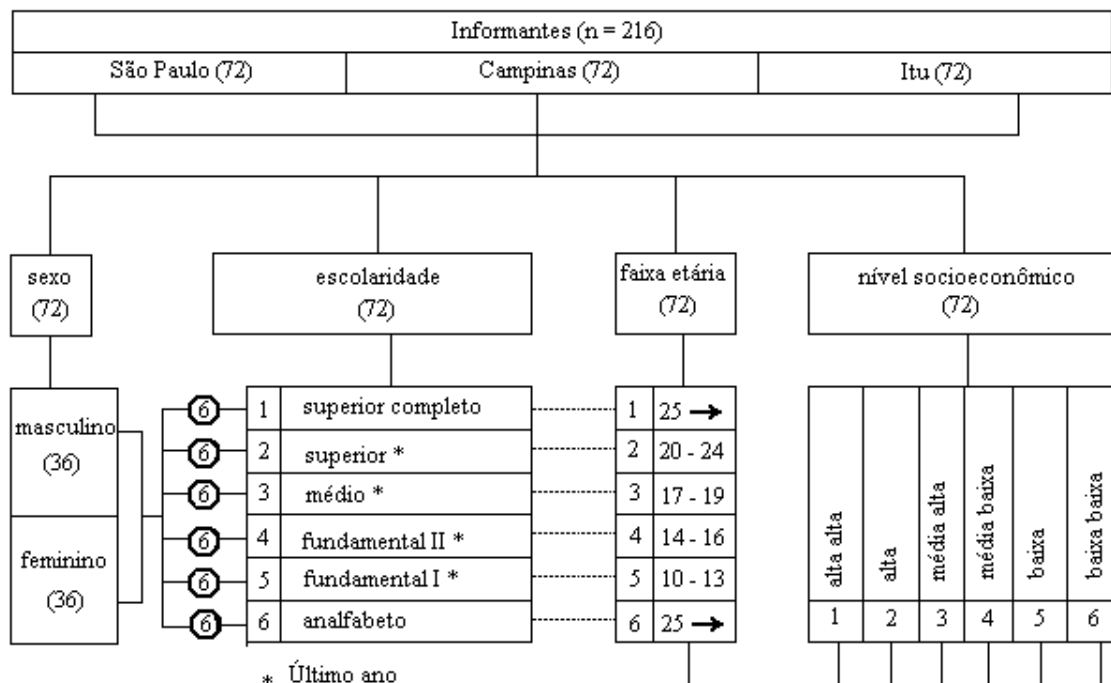 Informantes (n = 216)
São Paulo (72) Campinas (72) Itu (72)
sexo
(72)
escolaridade
(72)
faixa etária
(72)
nível socioeconômico
(72)
masculino
(36)
feminino
(36)
6 1 superior completo 1 25 →
6 2 superior * 2 20 - 24
6 3 médio * 3 17 - 19
6 4 fundamental II * 4 14 - 16
6 5 fundamental I * 5 10 - 13
6 6 analfabeto 6 25 →
alta alta
alta
média alta
média baixa
baixa
baixa baixa
1 2 3 4 5 6
* Último ano